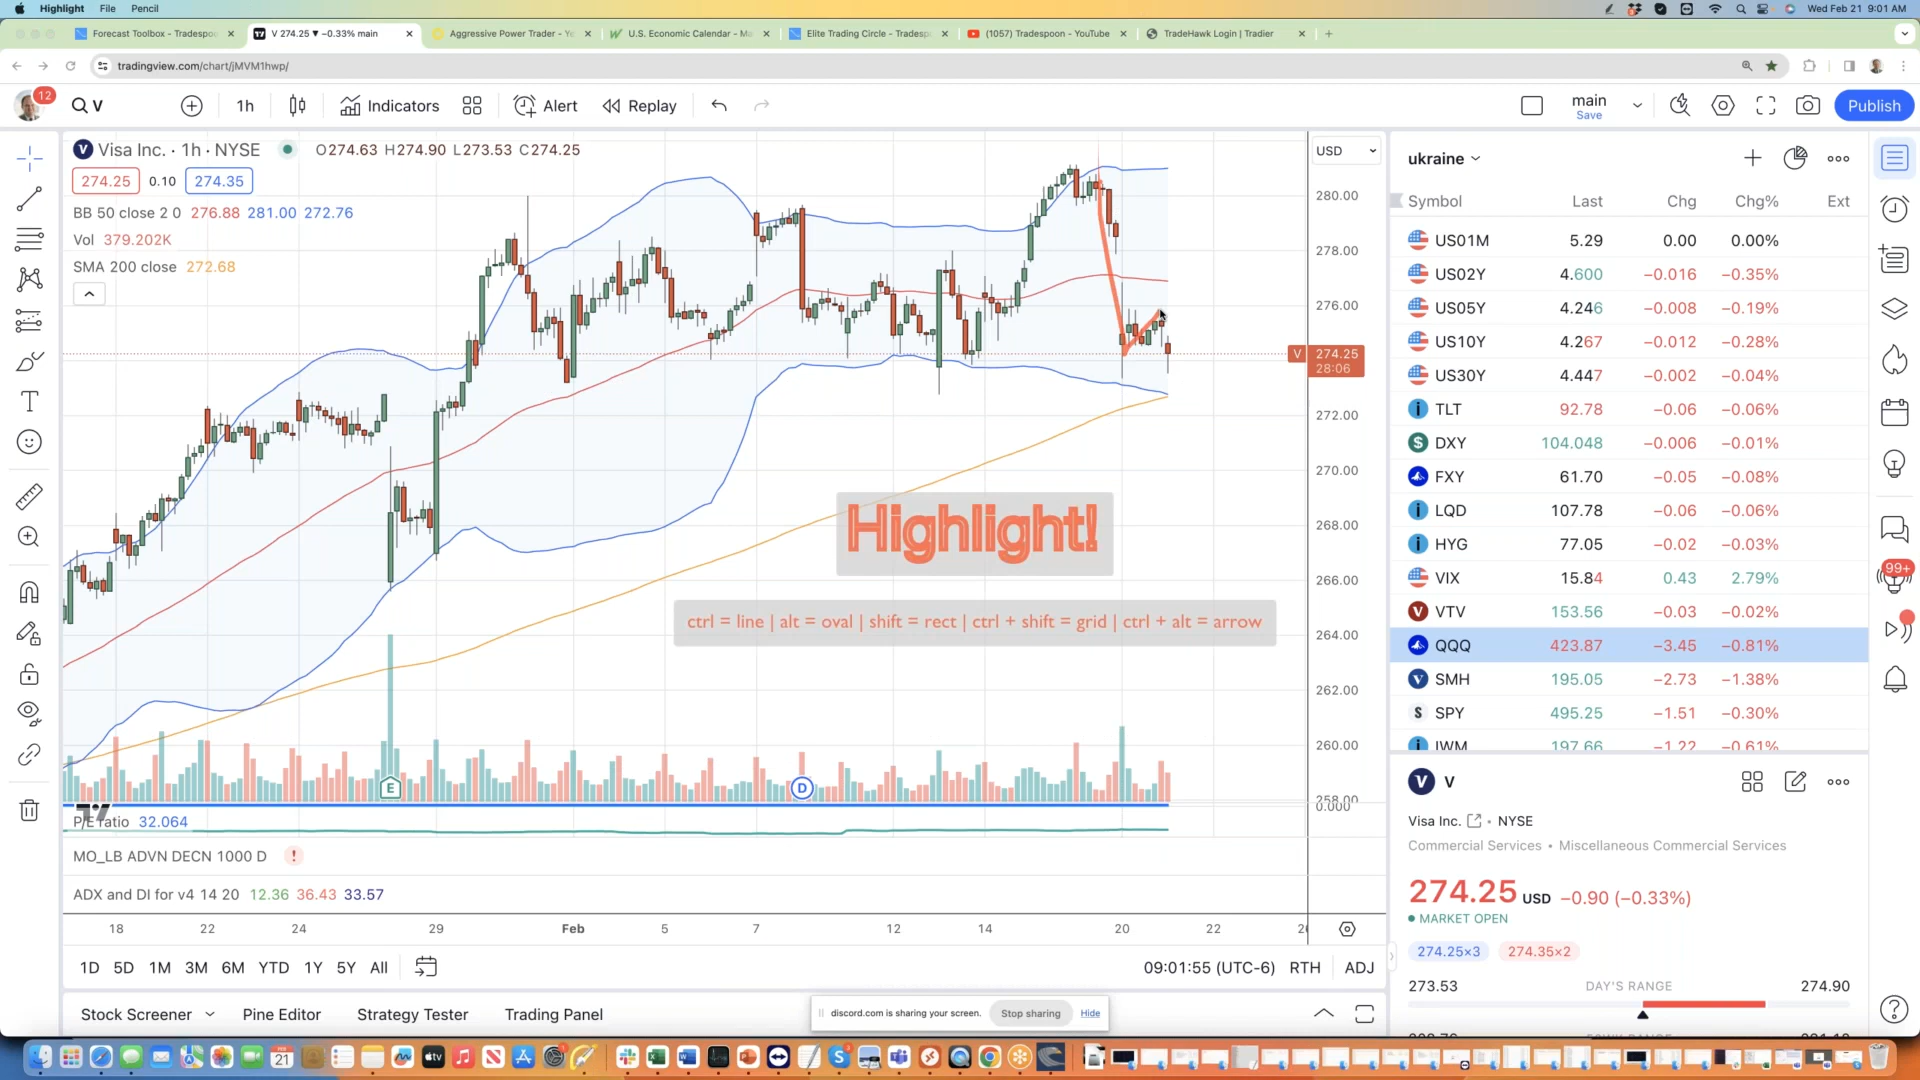 Highlight File Pencil Wed Feb 21 9:01 AM
Forecast Toolbox - Tradespoo V 274.25 ▼ −0.33% main Aggressive Power Trader - Yo U.S. Economic Calendar - Ma Elite Trading Circle - Tradesp (1057) Tradespoon - YouTube TradeHawk Login | Tradier
tradingview.com/chart/jMVM1hwp/
12 V 1h Indicators Alert Replay main Save Publish
Visa Inc. · 1h · NYSE O274.63 H274.90 L273.53 C274.25
274.25 0.10 274.35
BB 50 close 2 0 276.88 281.00 272.76
Vol 379.202K
SMA 200 close 272.68
USD
280.00
278.00
276.00
V 274.25
28:06
272.00
270.00
268.00
266.00
264.00
262.00
260.00
258.00
0.000
Highlight!
ctrl = line | alt = oval | shift = rect | ctrl + shift = grid | ctrl + alt = arrow
E D
P/E ratio 32.064
MO_LB ADVN DECN 1000 D !
ADX and DI for v4 14 20 12.36 36.43 33.57
18 22 24 29 Feb 5 7 12 14 20 22
1D 5D 1M 3M 6M YTD 1Y 5Y All 09:01:55 (UTC-6) RTH ADJ
Stock Screener Pine Editor Strategy Tester Trading Panel
discord.com is sharing your screen. Stop sharing Hide
ukraine
Symbol Last Chg Chg% Ext
US01M 5.29 0.00 0.00%
US02Y 4.600 −0.016 −0.35%
US05Y 4.246 −0.008 −0.19%
US10Y 4.267 −0.012 −0.28%
US30Y 4.447 −0.002 −0.04%
TLT 92.78 −0.06 −0.06%
DXY 104.048 −0.006 −0.01%
FXY 61.70 −0.05 −0.08%
LQD 107.78 −0.06 −0.06%
HYG 77.05 −0.02 −0.03%
VIX 15.84 0.43 2.79%
VTV 153.56 −0.03 −0.02%
QQQ 423.87 −3.45 −0.81%
SMH 195.05 −2.73 −1.38%
SPY 495.25 −1.51 −0.30%
IWM 197.66 −1.22 −0.61%
99+
V
Visa Inc. • NYSE
Commercial Services • Miscellaneous Commercial Services
274.25 USD −0.90 (−0.33%)
MARKET OPEN
274.25×3 274.35×2
273.53 DAY'S RANGE 274.90